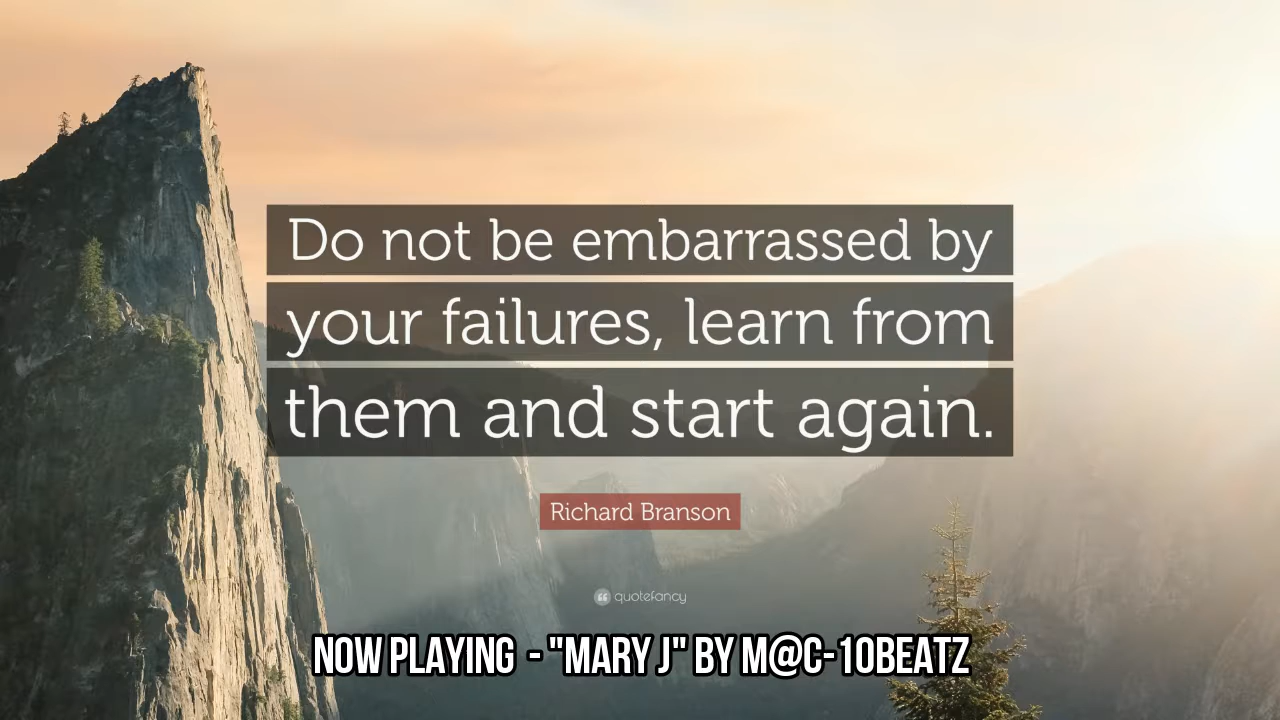 Do not be embarrassed by
your failures, learn from
them and start again.
Richard Branson
quotefancy
NOW PLAYING - "MARY J" BY M@C-10BEATZ